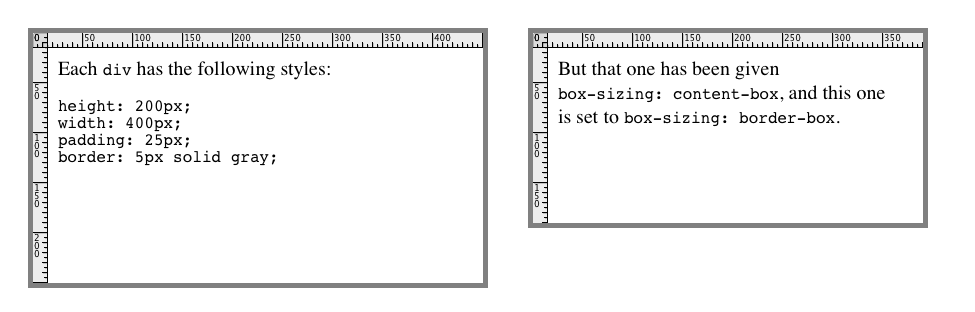 0 50 100 150 200 250 300 350 400
50
100
150
200
Each div has the following styles:
height: 200px;
width: 400px;
padding: 25px;
border: 5px solid gray;
0 50 100 150 200 250 300 350
50
100
150
But that one has been given
box-sizing: content-box, and this one
is set to box-sizing: border-box.